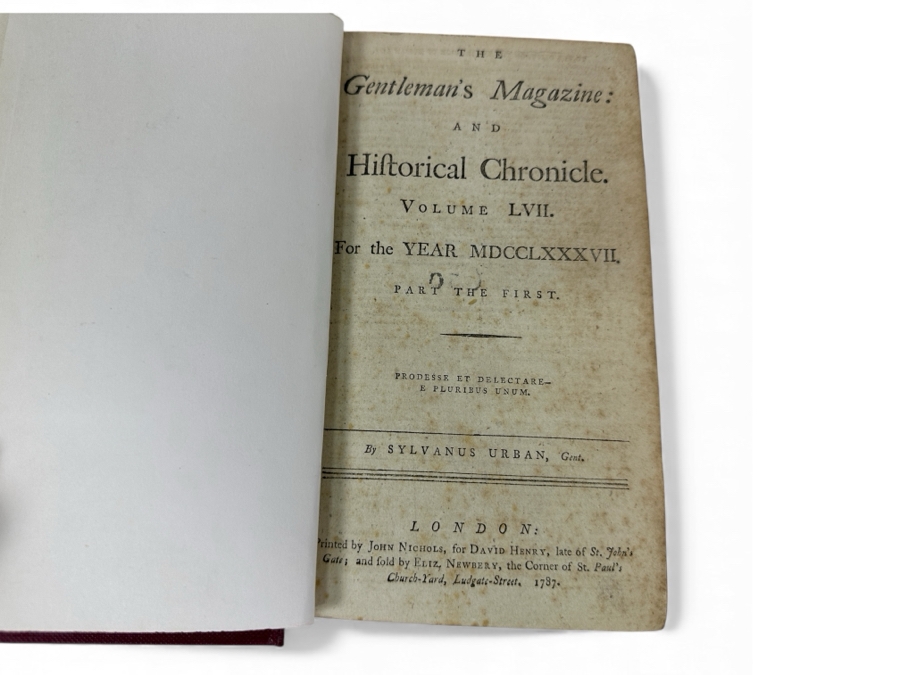 THE
Gentleman's Magazine:
AND
Hiſtorical Chronicle.
VOLUME LVII.
For the YEAR MDCCLXXXVII.
PART THE FIRST.
PRODESSE ET DELECTARE—
E PLURIBUS UNUM.
By SYLVANUS URBAN, Gent.
LONDON:
Printed by JOHN NICHOLS, for DAVID HENRY, late of St. John's
Gate; and ſold by ELIZ. NEWBERY, the Corner of St. Paul's
Church-Yard, Ludgate-Street. 1787.